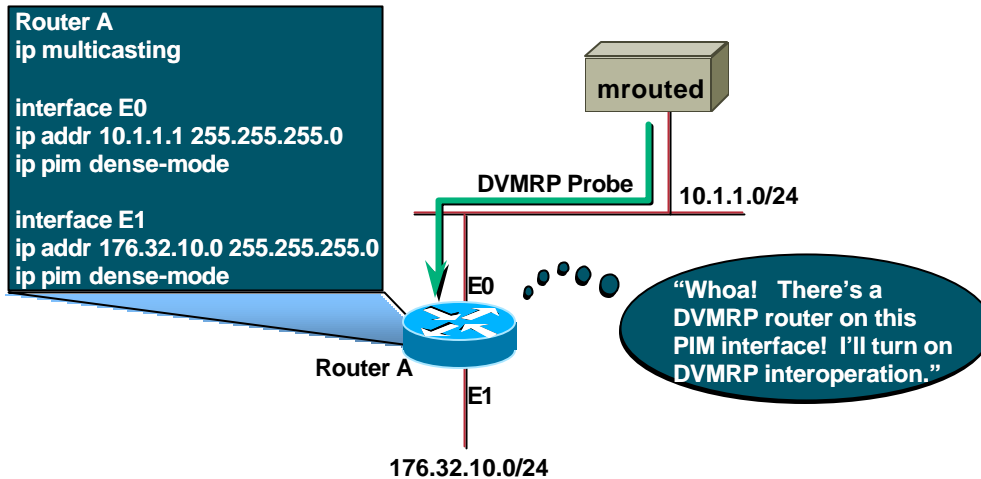 Router A
ip multicasting
interface E0
ip addr 10.1.1.1 255.255.255.0
ip pim dense-mode
interface E1
ip addr 176.32.10.0 255.255.255.0
ip pim dense-mode
mrouted
DVMRP Probe
10.1.1.0/24
E0
“Whoa! There’s a
DVMRP router on this
PIM interface! I’ll turn on
DVMRP interoperation.”
Router A
E1
176.32.10.0/24